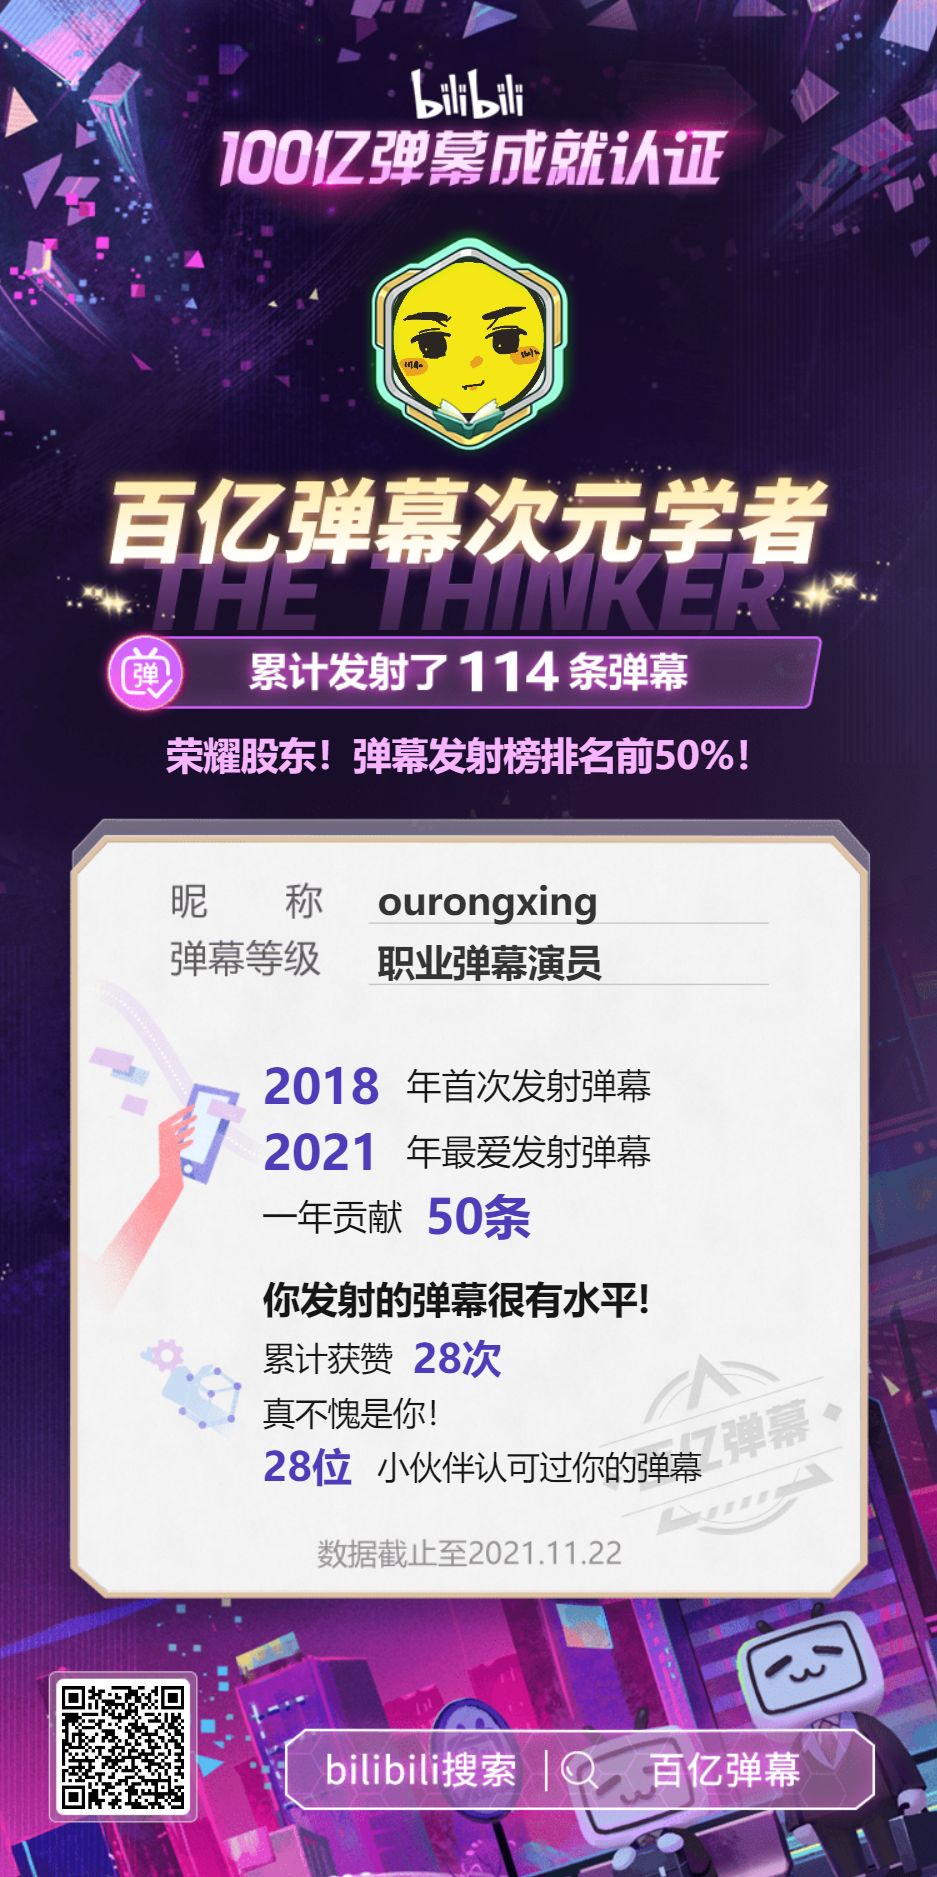 bilibili
100亿弹幕成就认证
百亿弹幕次元学者
THE THINKER
弹
累计发射了 114 条弹幕
荣耀股东！弹幕发射榜排名前50%！
昵 称 ourongxing
弹幕等级 职业弹幕演员
2018 年首次发射弹幕
2021 年最爱发射弹幕
一年贡献 50条
你发射的弹幕很有水平!
累计获赞 28次
真不愧是你！
28位 小伙伴认可过你的弹幕
百亿弹幕
数据截止至2021.11.22
bilibili搜索 百亿弹幕